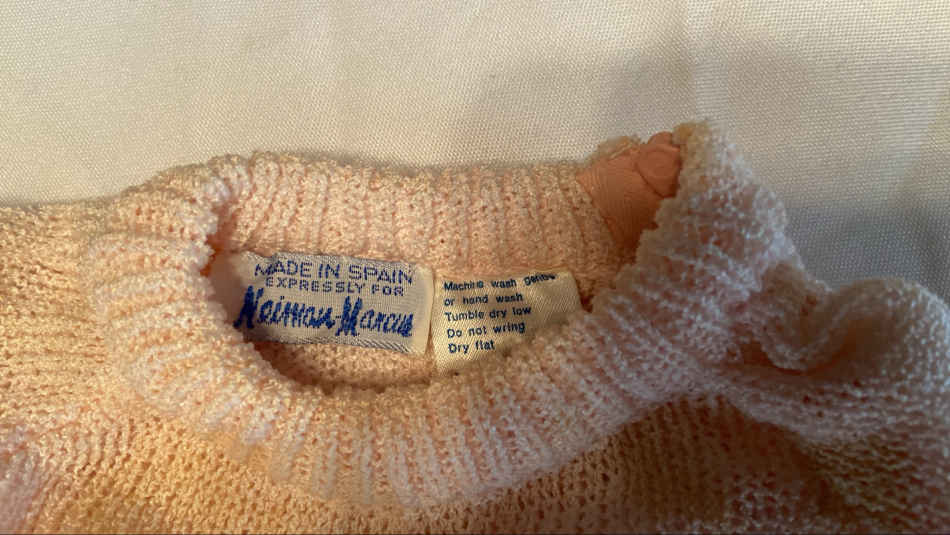 MADE IN SPAIN
EXPRESSLY FOR
Neiman Marcus
Machine wash gentle
or hand wash
Tumble dry low
Do not wring
Dry flat